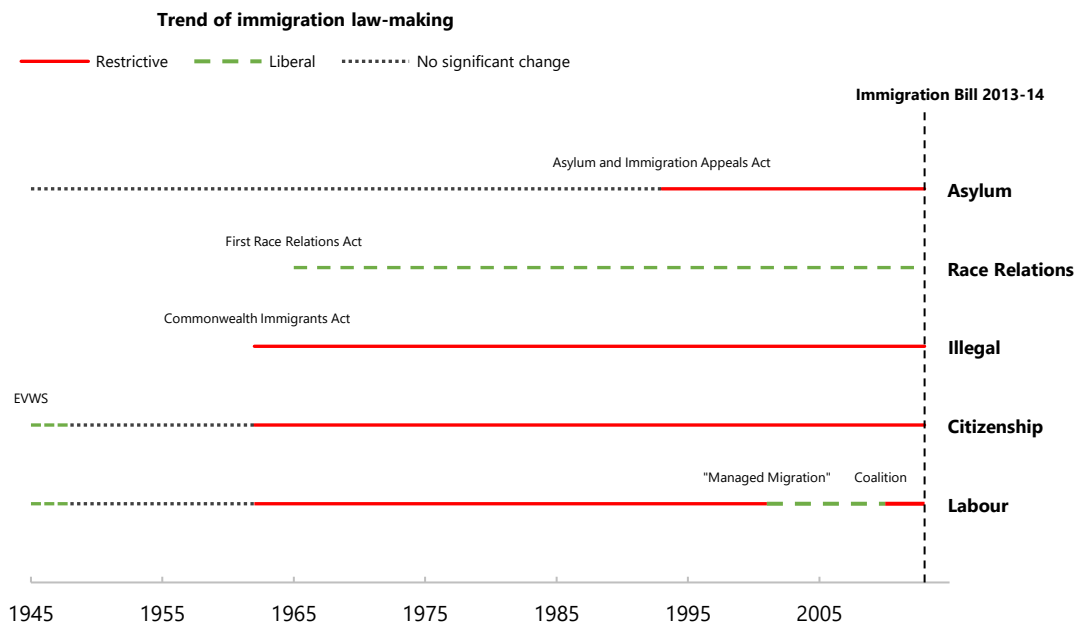 Trend of immigration law-making
Restrictive
Liberal
No significant change
Immigration Bill 2013-14
Asylum and Immigration Appeals Act
Asylum
First Race Relations Act
Race Relations
Commonwealth Immigrants Act
Illegal
EVWS
Citizenship
"Managed Migration"
Coalition
Labour
1945
1955
1965
1975
1985
1995
2005